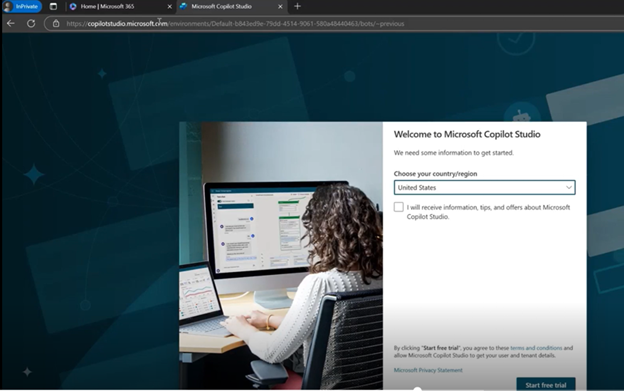 InPrivate
Home | Microsoft 365
Microsoft Copilot Studio
https://copilotstudio.microsoft.com/environments/Default-b843ed9e-79dd-4514-9061-580a48440463/bots/~previous
Welcome to Microsoft Copilot Studio
We need some information to get started.
Choose your country/region
United States
I will receive information, tips, and offers about Microsoft
Copilot Studio.
By clicking "Start free trial", you agree to these terms and conditions and
allow Microsoft Copilot Studio to get your user and tenant details.
Microsoft Privacy Statement
Start free trial